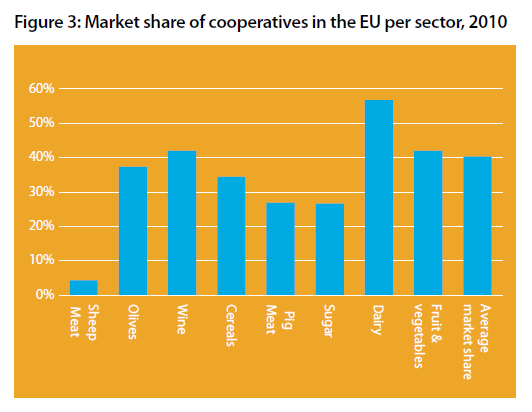 Figure 3: Market share of cooperatives in the EU per sector, 2010
60%
50%
40%
30%
20%
10%
0%
Sheep
Meat
Olives
Wine
Cereals
Pig
Meat
Sugar
Dairy
Fruit &
vegetables
Average
market share